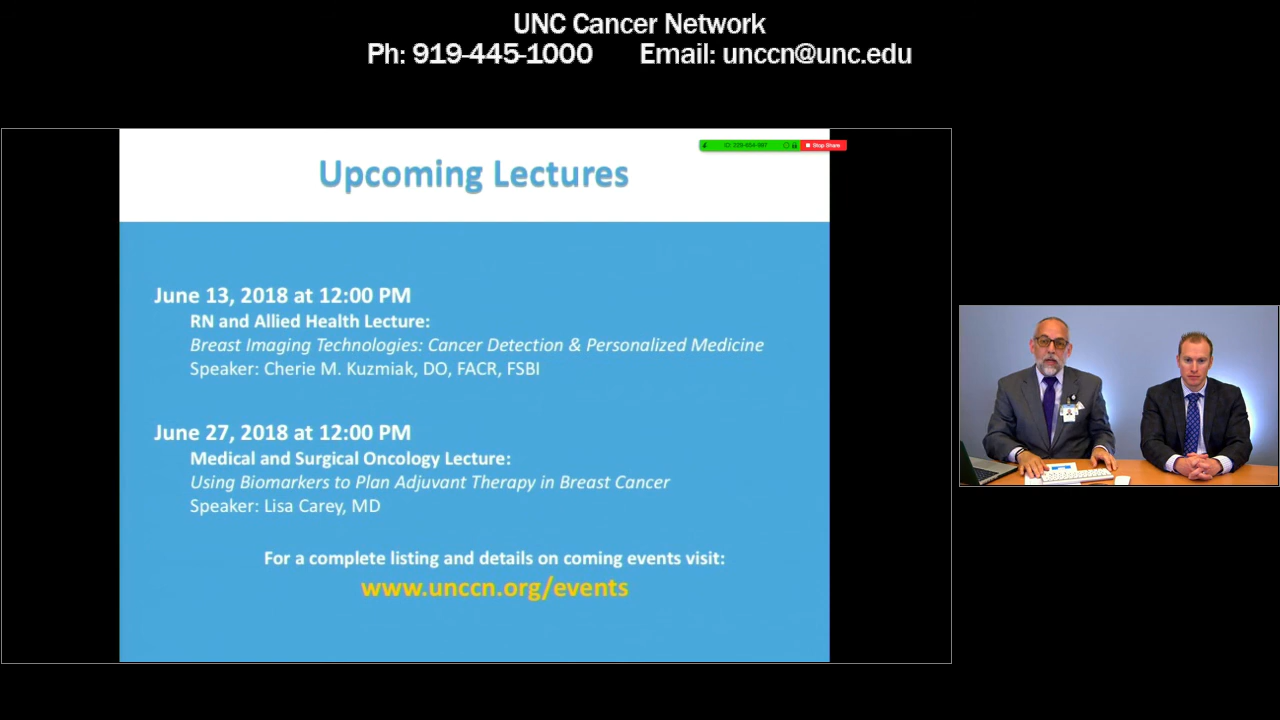 UNC Cancer Network
Ph: 919-445-1000 Email: unccn@unc.edu
Stop Share
Upcoming Lectures
June 13, 2018 at 12:00 PM
RN and Allied Health Lecture:
Breast Imaging Technologies: Cancer Detection & Personalized Medicine
Speaker: Cherie M. Kuzmiak, DO, FACR, FSBI
June 27, 2018 at 12:00 PM
Medical and Surgical Oncology Lecture:
Using Biomarkers to Plan Adjuvant Therapy in Breast Cancer
Speaker: Lisa Carey, MD
For a complete listing and details on coming events visit:
www.unccn.org/events